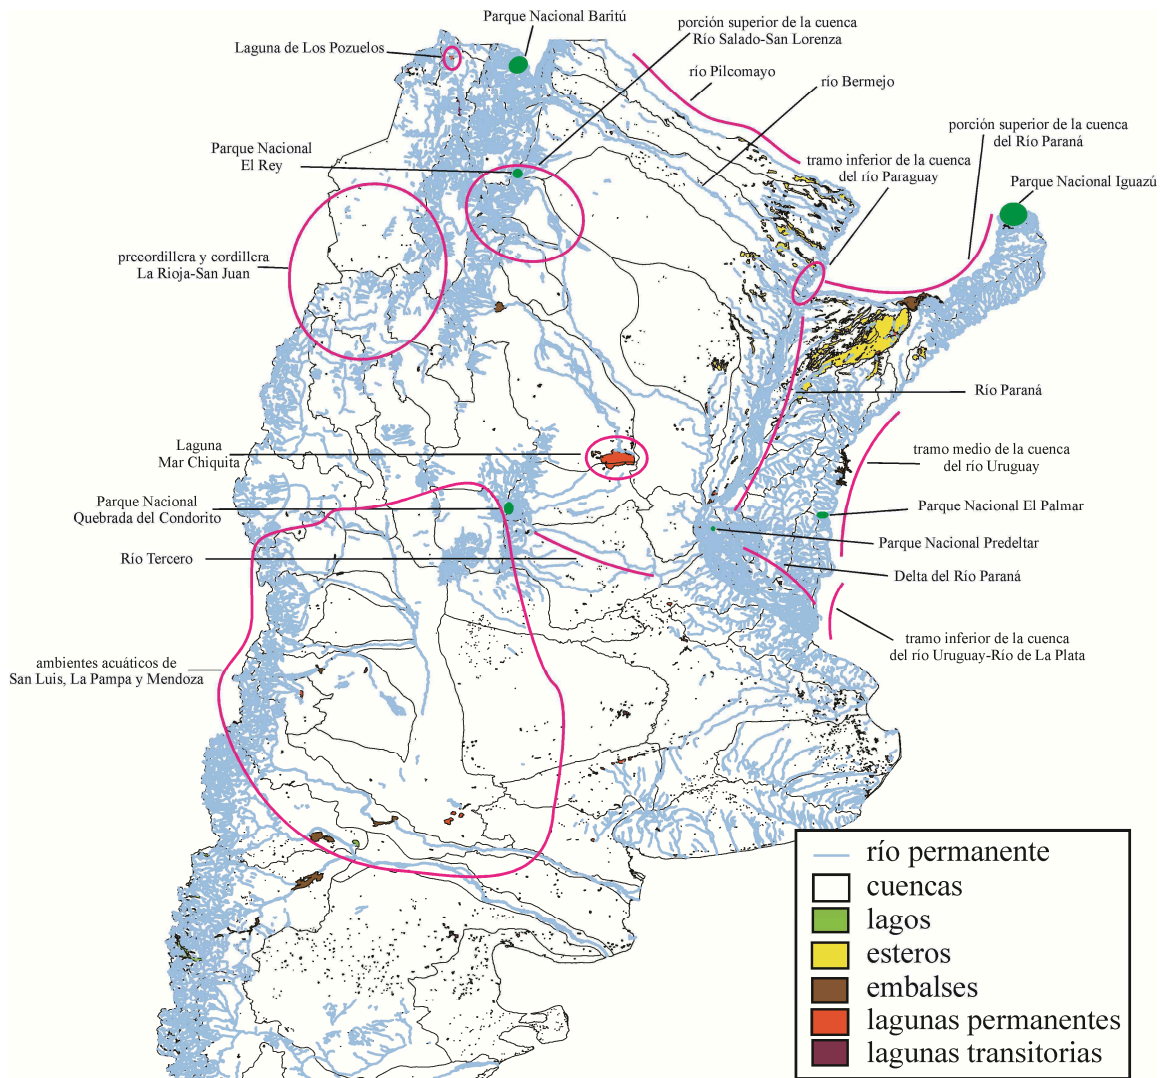 Parque Nacional Baritú
porción superior de la cuenca
Río Salado-San Lorenza
Laguna de Los Pozuelos
río Pilcomayo
río Bermejo
porción superior de la cuenca
del Río Paraná
Parque Nacional
El Rey
tramo inferior de la cuenca
del río Paraguay
Parque Nacional Iguazú
precordillera y cordillera
La Rioja-San Juan
Río Paraná
Laguna
Mar Chiquita
tramo medio de la cuenca
del río Uruguay
Parque Nacional
Quebrada del Condorito
Parque Nacional El Palmar
Parque Nacional Predeltar
Río Tercero
Delta del Río Paraná
tramo inferior de la cuenca
del río Uruguay-Río de La Plata
ambientes acuáticos de
San Luis, La Pampa y Mendoza
río permanente
cuencas
lagos
esteros
embalses
lagunas permanentes
lagunas transitorias